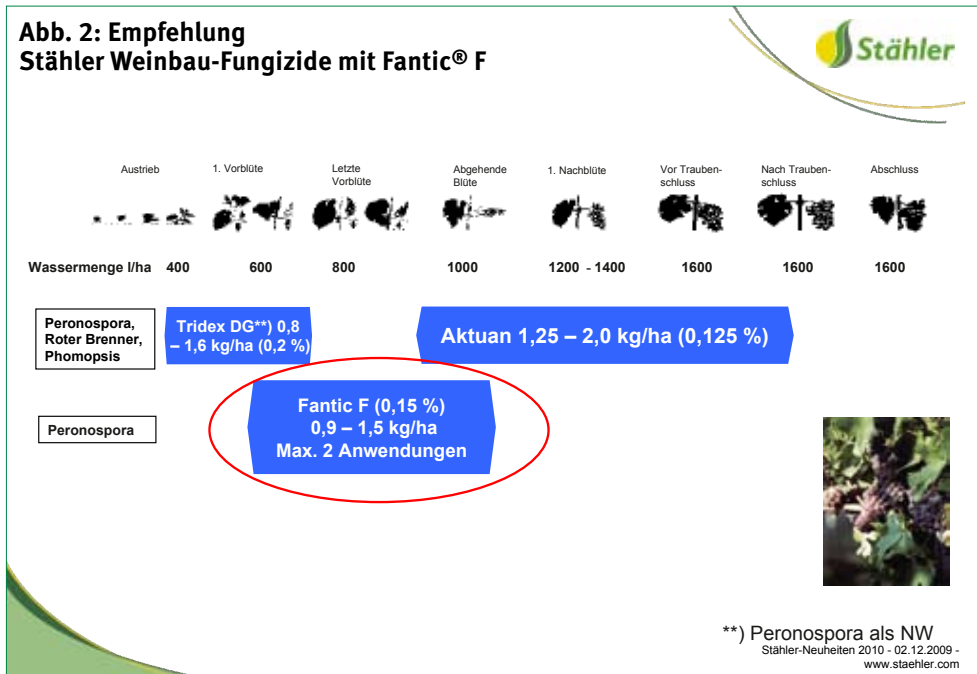 Abb. 2: Empfehlung
Stähler Weinbau-Fungizide mit Fantic® F
Stähler
Austrieb
1. Vorblüte
Letzte
Vorblüte
Abgehende
Blüte
1. Nachblüte
Vor Trauben-
schluss
Nach Trauben-
schluss
Abschluss
Wassermenge l/ha 400 600 800 1000 1200 - 1400 1600 1600 1600
Peronospora,
Roter Brenner,
Phomopsis
Tridex DG**) 0,8
– 1,6 kg/ha (0,2 %)
Aktuan 1,25 – 2,0 kg/ha (0,125 %)
Peronospora
Fantic F (0,15 %)
0,9 – 1,5 kg/ha
Max. 2 Anwendungen
**) Peronospora als NW
Stähler-Neuheiten 2010 - 02.12.2009 -
www.staehler.com